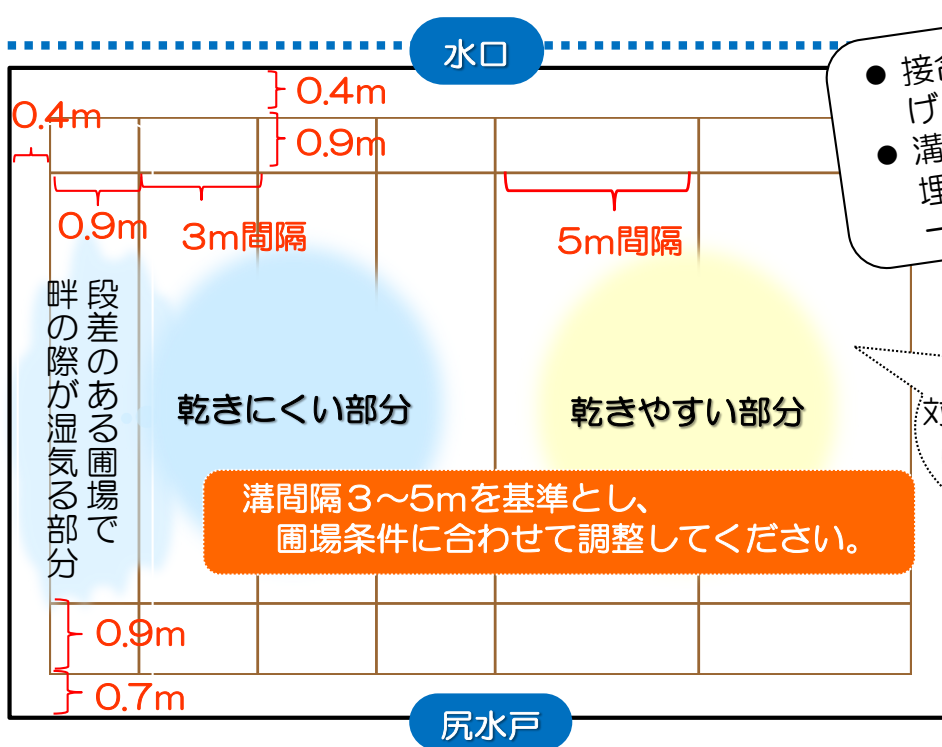 水口
0.4m
0.4m
0.9m
0.9m
3m間隔
5m間隔
● 接
げ
● 溝
段差のある圃場で
畔の際が湿気る部分
乾きにくい部分
乾きやすい部分
溝間隔3～5mを基準とし、
圃場条件に合わせて調整してください。
0.9m
0.7m
尻水戸